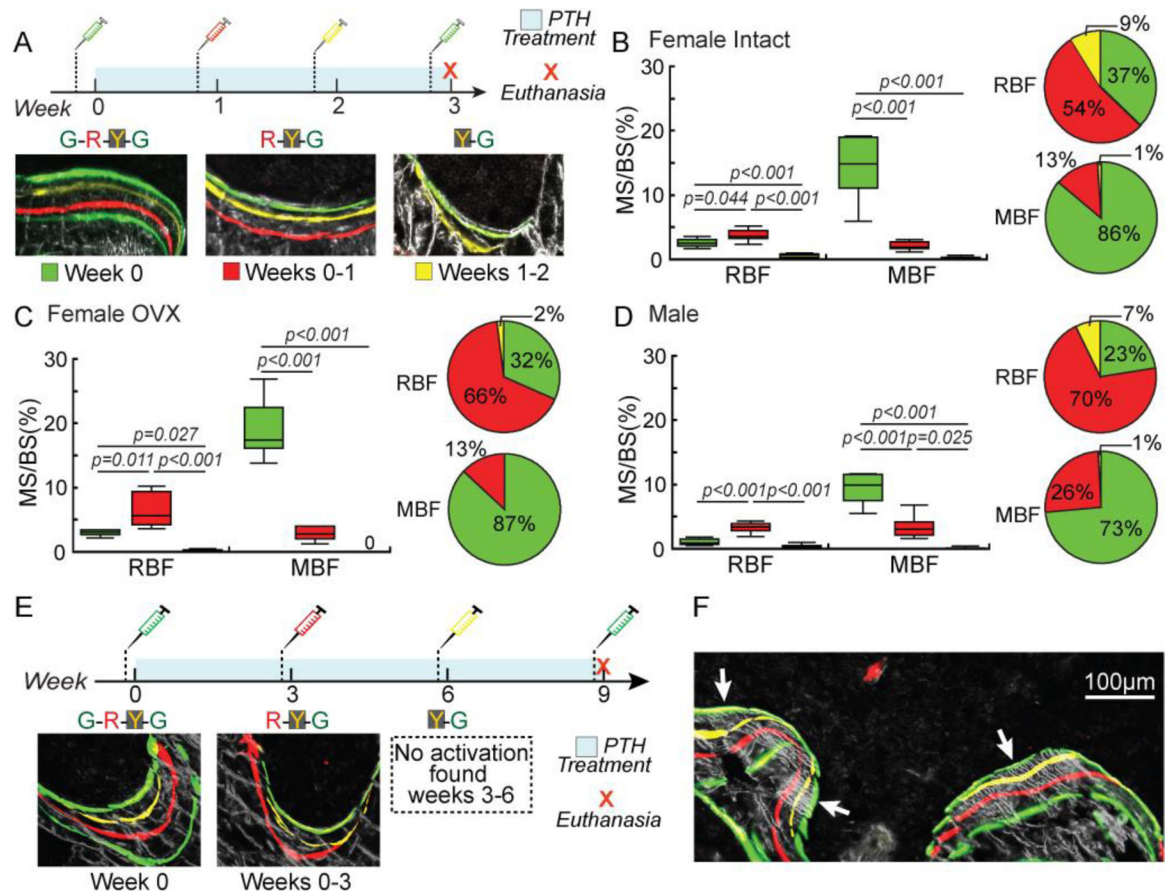 A
PTH
Treatment
X
Euthanasia
Week 0 1 2 3
G-R-Y-G R-Y-G Y-G
Week 0 Weeks 0-1 Weeks 1-2
B Female Intact
MS/BS(%)
30
20
10
0
p<0.001
p=0.044 p<0.001
p<0.001
p<0.001
RBF MBF
RBF
9%
37%
54%
MBF
13%
1%
86%
C Female OVX
MS/BS(%)
30
20
10
0
p=0.027
p=0.011 p<0.001
p<0.001
p<0.001
0
RBF MBF
RBF
2%
32%
66%
MBF
13%
87%
D Male
MS/BS(%)
30
20
10
0
p<0.001 p<0.001
p<0.001
p<0.001 p=0.025
RBF MBF
RBF
7%
23%
70%
MBF
1%
26%
73%
E
Week 0 3 6 9
X
G-R-Y-G R-Y-G Y-G
No activation
found
weeks 3-6
PTH
Treatment
X
Euthanasia
Week 0 Weeks 0-3
F
100μm